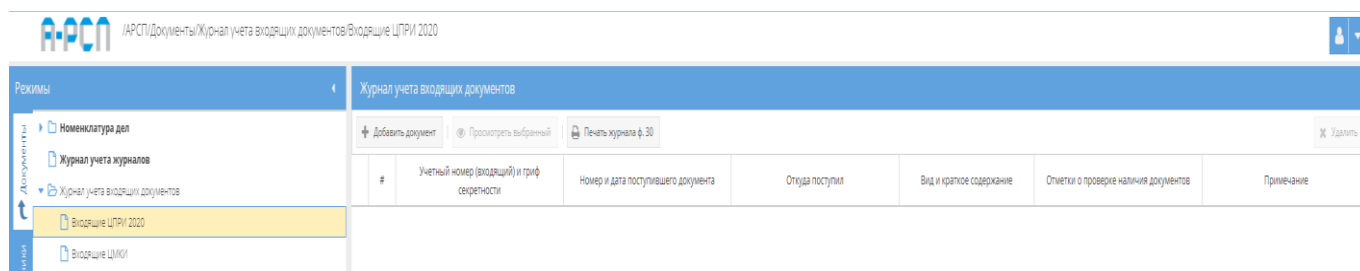 А-РСП
/АРСП/Документы/Журнал учета входящих документов/Входящие ЦПРИ 2020
Режимы
Журнал учета входящих документов
Документы
Номенклатура дел
Журнал учета журналов
Журнал учета входящих документов
Входящие ЦПРИ 2020
Входящие ЦМКИ
Добавить документ
Просмотреть выбранный
Печать журнала ф. 30
Удалить
#
Учетный номер (входящий) и гриф
секретности
Номер и дата поступившего документа
Откуда поступил
Вид и краткое содержание
Отметки о проверке наличия документов
Примечание